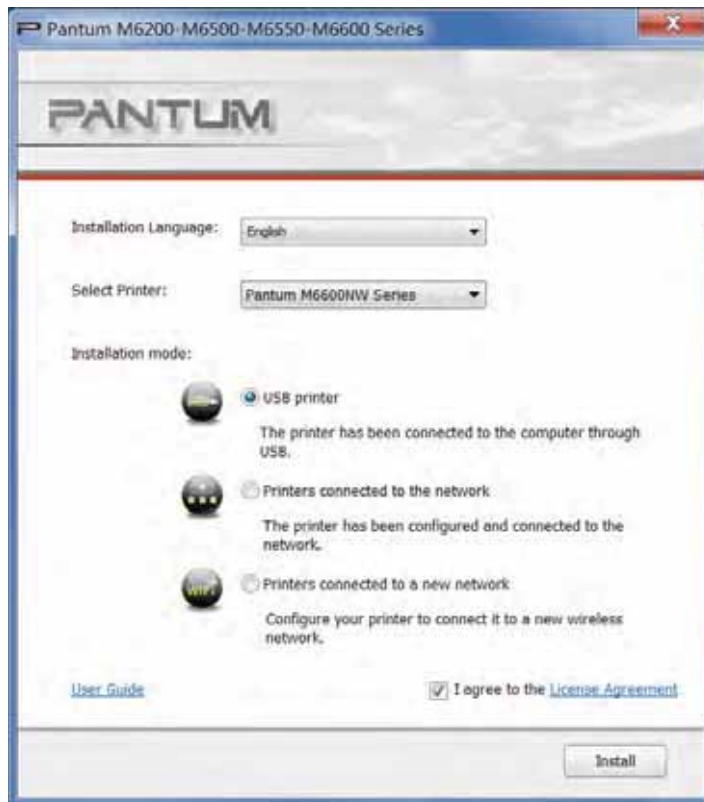 Pantum M6200-M6500-M6550-M6600 Series
PANTUM
Installation Language:
English
Select Printer:
Pantum M6600NW Series
Installation mode:
USB printer
The printer has been connected to the computer through
USB.
Printers connected to the network
The printer has been configured and connected to the
network.
WiFi
Printers connected to a new network
Configure your printer to connect it to a new wireless
network.
User Guide
I agree to the License Agreement
Install